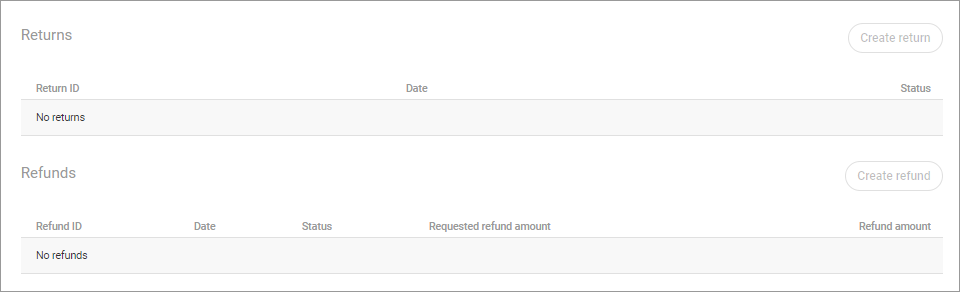 Returns Create return
Return ID Date Status
No returns
Refunds Create refund
Refund ID Date Status Requested refund amount Refund amount
No refunds